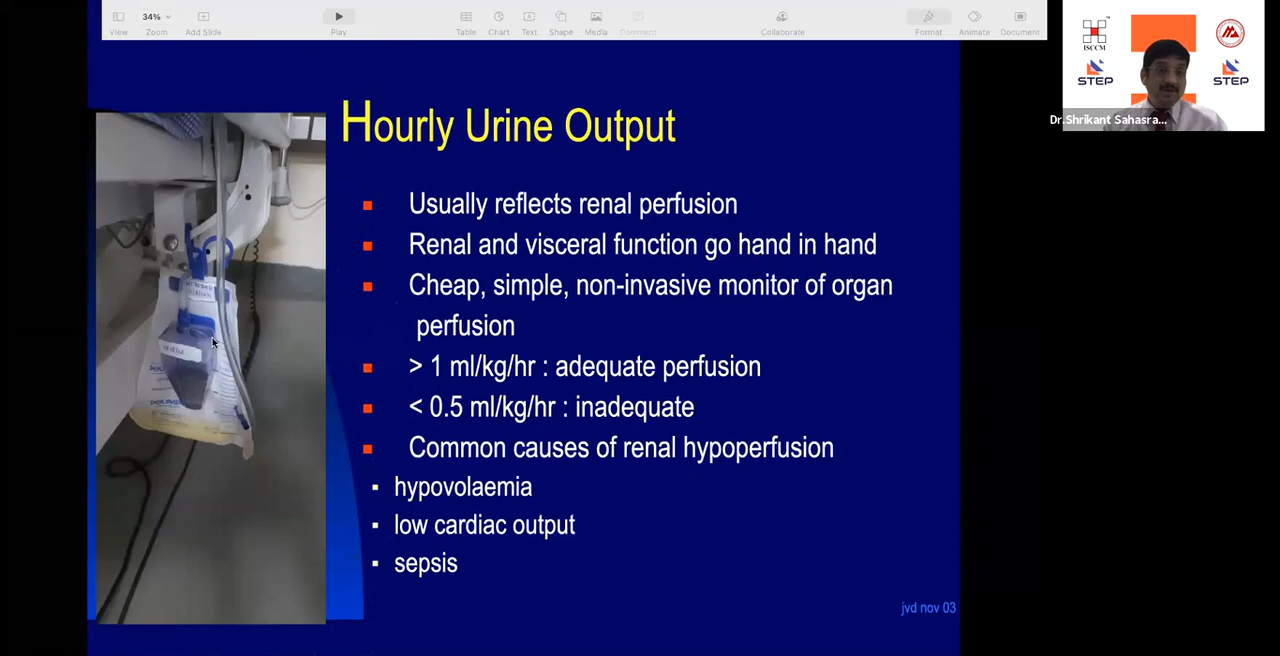 34%
View
Zoom
Add Slide
Play
Table
Chart
Text
Shape
Media
Comment
Collaborate
Format
Animate
Document
ISCCM
STEP
STEP
Dr.Shrikant Sahasra...
Hourly Urine Output
Usually reflects renal perfusion
Renal and visceral function go hand in hand
Cheap, simple, non-invasive monitor of organ
perfusion
> 1 ml/kg/hr : adequate perfusion
< 0.5 ml/kg/hr : inadequate
Common causes of renal hypoperfusion
hypovolaemia
low cardiac output
sepsis
jvd nov 03